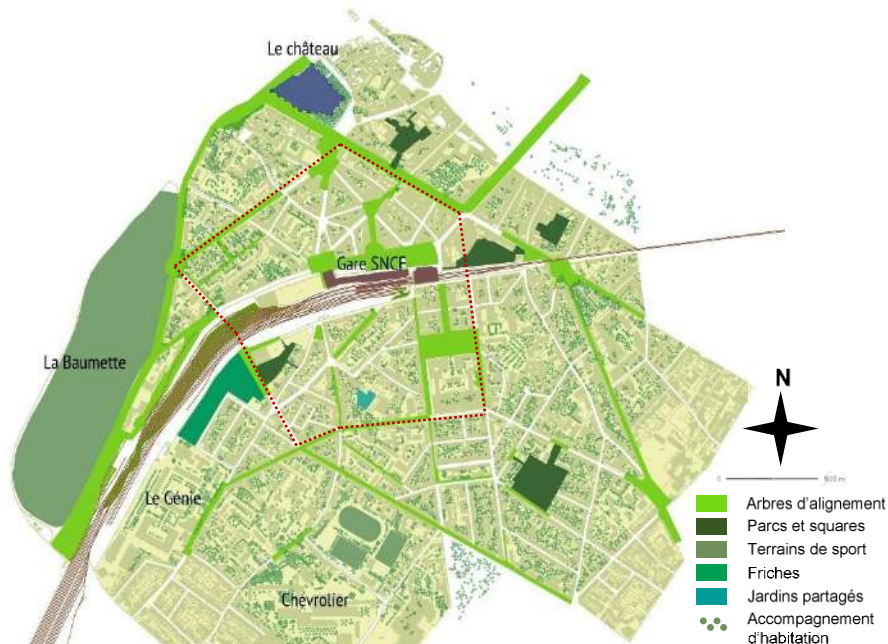 Le château
Gare SNCF
La Baumette
N
0 500 m
Le Génie
Arbres d'alignement
Parcs et squares
Terrains de sport
Friches
Chevrolier
Jardins partagés
Accompagnement
d'habitation